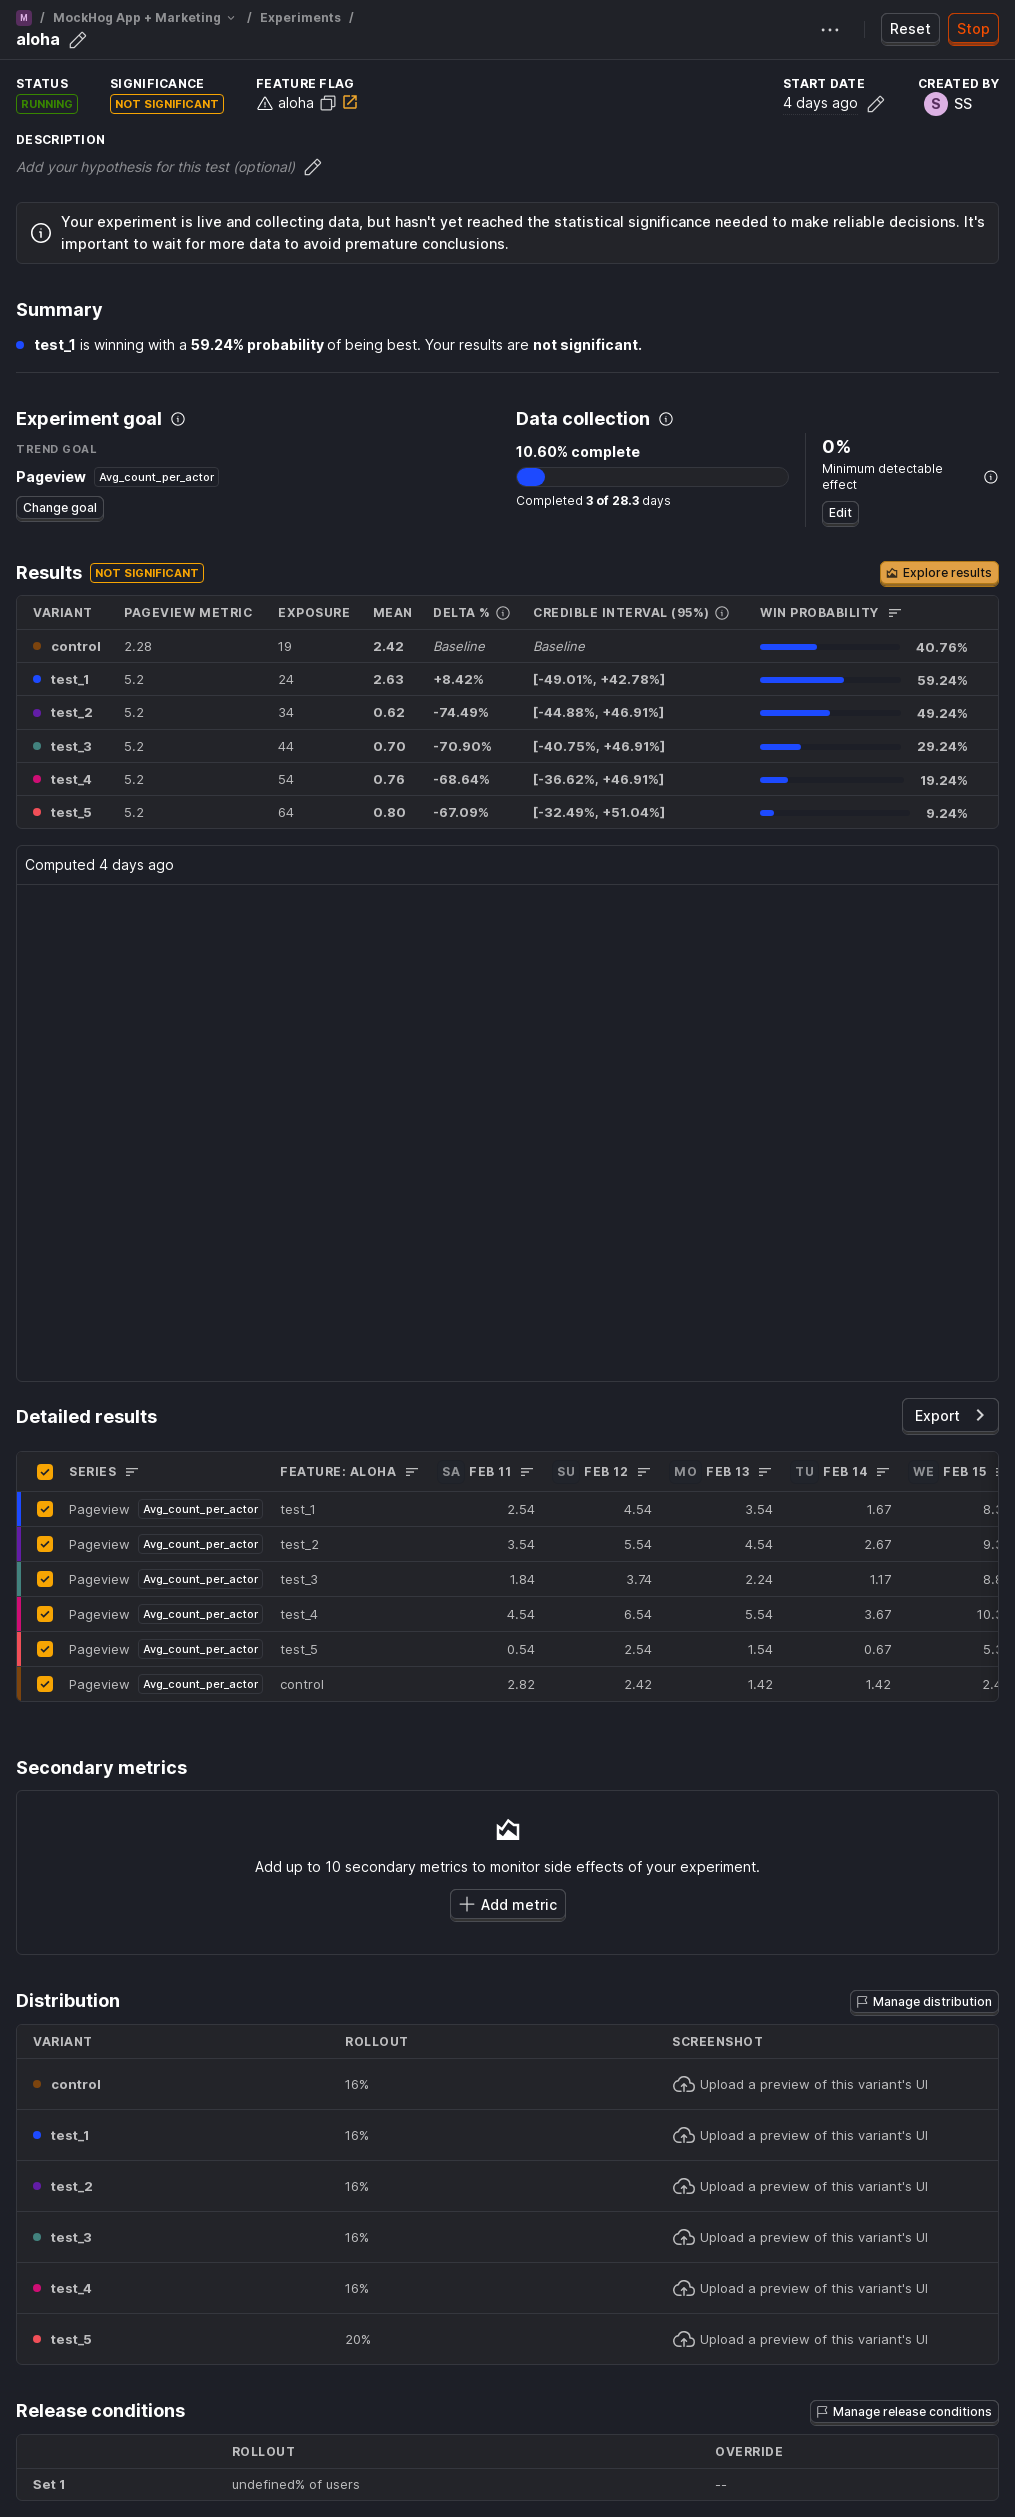 M / MockHog App + Marketing / Experiments /
aloha
Reset
Stop
STATUS
RUNNING
SIGNIFICANCE
NOT SIGNIFICANT
FEATURE FLAG
aloha
START DATE
4 days ago
CREATED BY
S SS
DESCRIPTION
Add your hypothesis for this test (optional)
Your experiment is live and collecting data, but hasn't yet reached the statistical significance needed to make reliable decisions. It's
important to wait for more data to avoid premature conclusions.
Summary
test_1 is winning with a 59.24% probability of being best. Your results are not significant.
Experiment goal
TREND GOAL
Pageview Avg_count_per_actor
Change goal
Data collection
10.60% complete
Completed 3 of 28.3 days
0%
Minimum detectable
effect
Edit
Results NOT SIGNIFICANT
Explore results
VARIANT PAGEVIEW METRIC EXPOSURE MEAN DELTA % CREDIBLE INTERVAL (95%) WIN PROBABILITY
control 2.28 19 2.42 Baseline Baseline 40.76%
test_1 5.2 24 2.63 +8.42% [-49.01%, +42.78%] 59.24%
test_2 5.2 34 0.62 -74.49% [-44.88%, +46.91%] 49.24%
test_3 5.2 44 0.70 -70.90% [-40.75%, +46.91%] 29.24%
test_4 5.2 54 0.76 -68.64% [-36.62%, +46.91%] 19.24%
test_5 5.2 64 0.80 -67.09% [-32.49%, +51.04%] 9.24%
Computed 4 days ago
Detailed results
Export
SERIES FEATURE: ALOHA SA FEB 11 SU FEB 12 MO FEB 13 TU FEB 14 WE FEB 15
Pageview Avg_count_per_actor test_1 2.54 4.54 3.54 1.67 8.3
Pageview Avg_count_per_actor test_2 3.54 5.54 4.54 2.67 9.3
Pageview Avg_count_per_actor test_3 1.84 3.74 2.24 1.17 8.8
Pageview Avg_count_per_actor test_4 4.54 6.54 5.54 3.67 10.3
Pageview Avg_count_per_actor test_5 0.54 2.54 1.54 0.67 5.3
Pageview Avg_count_per_actor control 2.82 2.42 1.42 1.42 2.4
Secondary metrics
Add up to 10 secondary metrics to monitor side effects of your experiment.
Add metric
Distribution
Manage distribution
VARIANT ROLLOUT SCREENSHOT
control 16% Upload a preview of this variant's UI
test_1 16% Upload a preview of this variant's UI
test_2 16% Upload a preview of this variant's UI
test_3 16% Upload a preview of this variant's UI
test_4 16% Upload a preview of this variant's UI
test_5 20% Upload a preview of this variant's UI
Release conditions
Manage release conditions
ROLLOUT OVERRIDE
Set 1 undefined% of users --